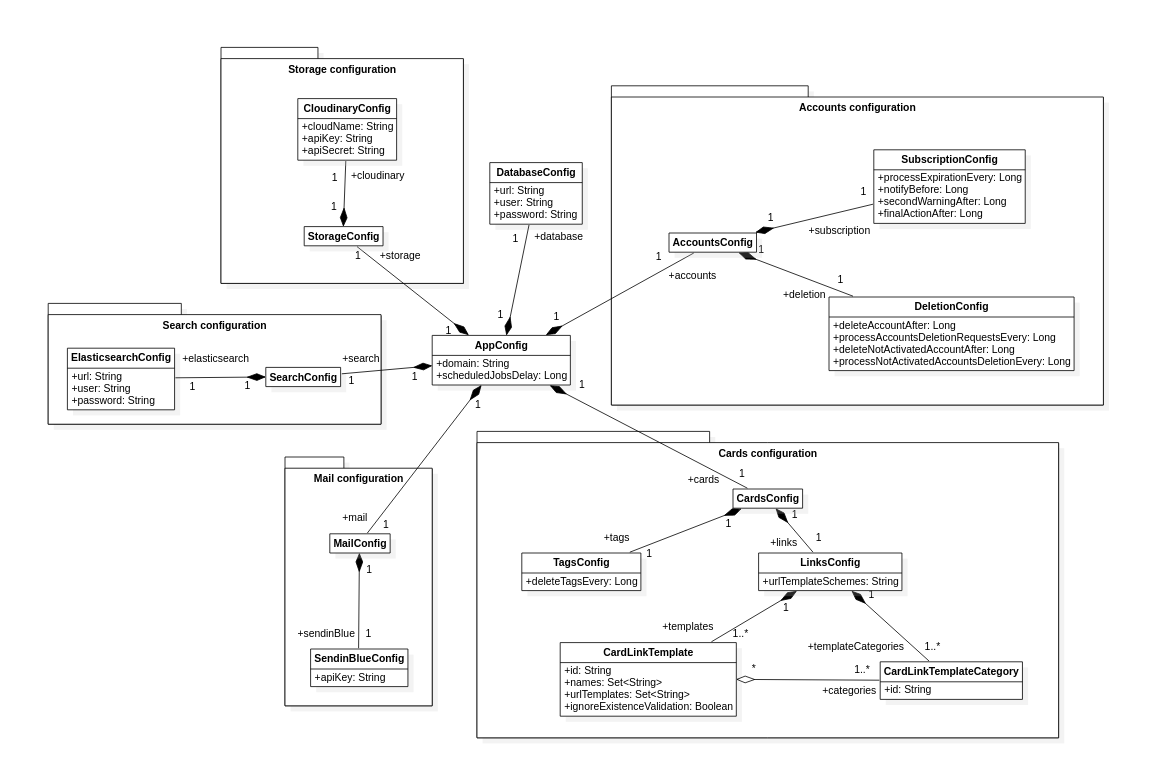 Storage configuration
CloudinaryConfig
+cloudName: String
+apiKey: String
+apiSecret: String
1
+cloudinary
1
StorageConfig
1
+storage
1
DatabaseConfig
+url: String
+user: String
+password: String
1
+database
1
Accounts configuration
SubscriptionConfig
+processExpirationEvery: Long
+notifyBefore: Long
+secondWarningAfter: Long
+finalActionAfter: Long
1
+subscription
1
AccountsConfig
1
1
+accounts
1
1
+deletion
DeletionConfig
+deleteAccountAfter: Long
+processAccountsDeletionRequestsEvery: Long
+deleteNotActivatedAccountAfter: Long
+processNotActivatedAccountsDeletionEvery: Long
Search configuration
ElasticsearchConfig
+url: String
+user: String
+password: String
+elasticsearch
1
1
SearchConfig
+search
1
1
AppConfig
+domain: String
+scheduledJobsDelay: Long
1
1
Mail configuration
+mail
1
MailConfig
1
+sendinBlue
1
SendinBlueConfig
+apiKey: String
Cards configuration
+cards
1
CardsConfig
1
1
+tags
1
TagsConfig
+deleteTagsEvery: Long
+links
1
LinksConfig
+urlTemplateSchemes: String
1
1
+templates
1..*
+templateCategories
1..*
CardLinkTemplate
+id: String
+names: Set<String>
+urlTemplates: Set<String>
+ignoreExistenceValidation: Boolean
*
1..*
+categories
CardLinkTemplateCategory
+id: String